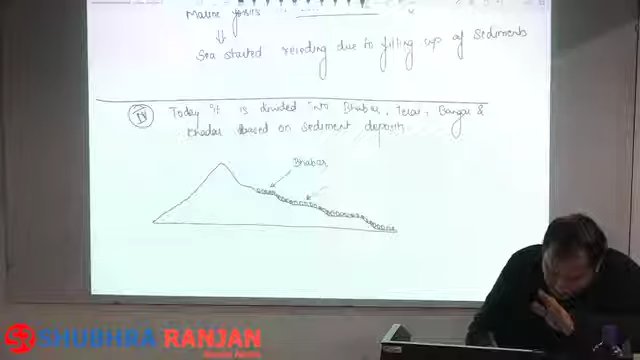 Marine fossils
Sea started receding due to filling up of sediments
IV Today it is divided into Bhabar, Terai, Bangar &
Khadar based on sediment deposits
Bhabar
SHUBHRA RANJAN